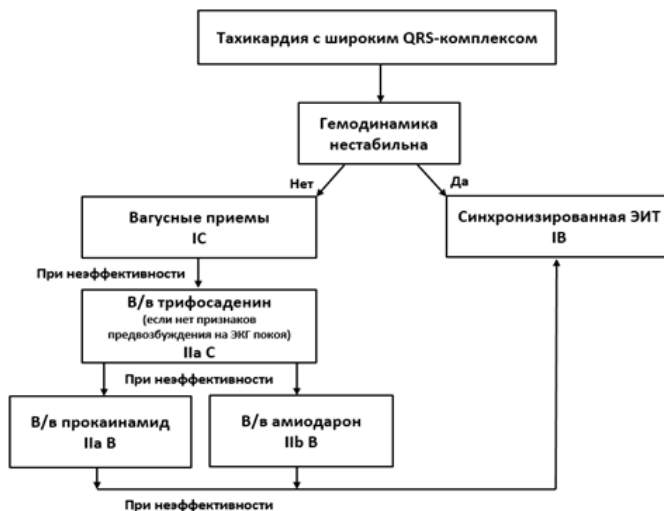 Тахикардия с широким QRS-комплексом
Гемодинамика
нестабильна
Нет
Да
Вагусные приемы
IC
Синхронизированная ЭИТ
IB
При неэффективности
В/в трифосаденин
(если нет признаков
предвозбуждения на ЭКГ покоя)
IIa C
При неэффективности
В/в прокаинамид
IIa B
В/в амиодарон
IIb B
При неэффективности